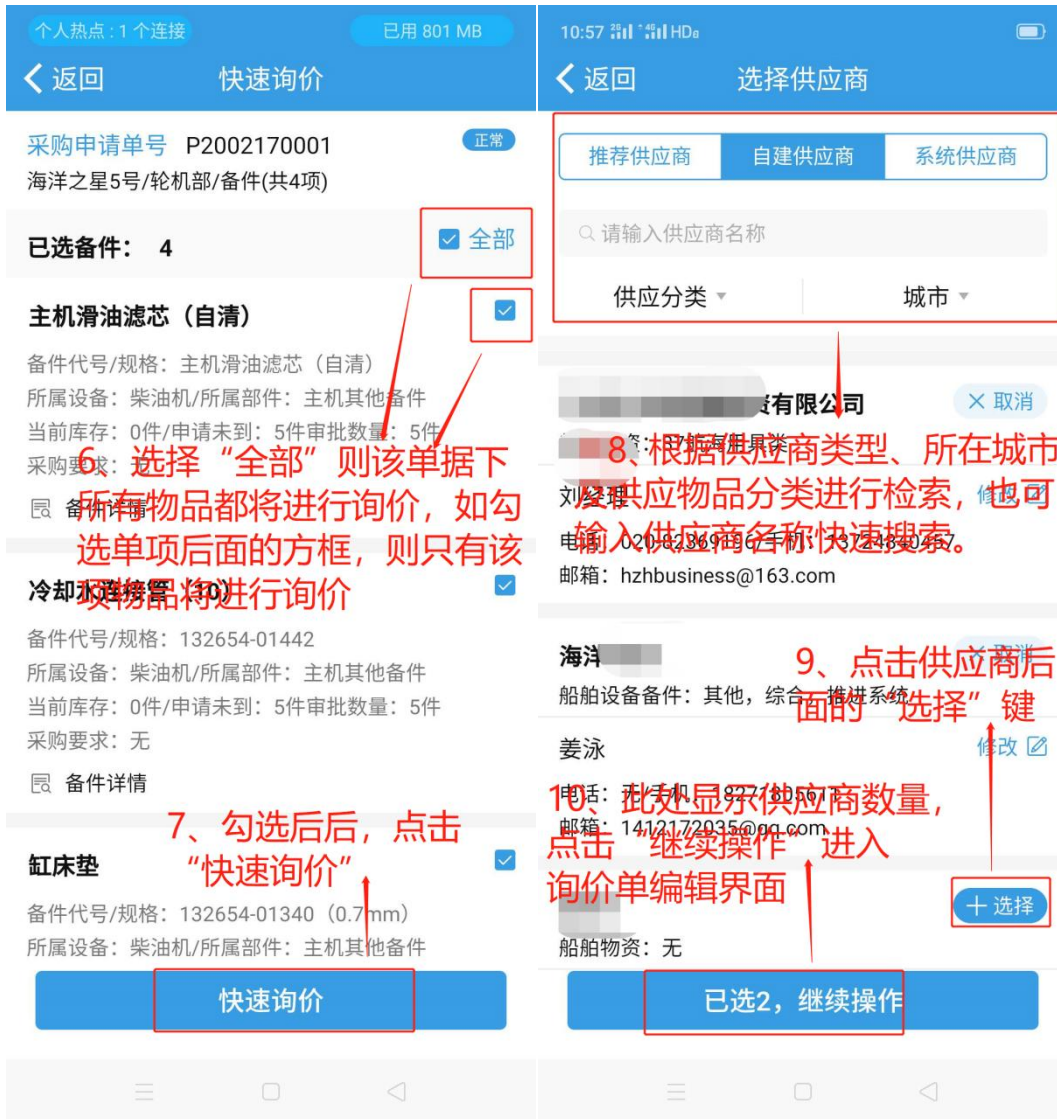 个人热点 : 1 个连接
已用 801 MB
返回
快速询价
采购申请单号 P2002170001
正常
海洋之星5号/轮机部/备件(共4项)
已选备件： 4
全部
主机滑油滤芯（自清）
备件代号/规格：主机滑油滤芯（自清）
所属设备：柴油机/所属部件：主机其他备件
当前库存：0件/申请未到：5件审批数量：5件
采购要求：无
备件详情
6、选择“全部”则该单据下
所有物品都将进行询价，如勾
选单项后面的方框，则只有该
项物品将进行询价
冷却水连接管（10）
备件代号/规格：132654-01442
所属设备：柴油机/所属部件：主机其他备件
当前库存：0件/申请未到：5件审批数量：5件
采购要求：无
备件详情
7、勾选后后，点击
“快速询价”
缸床垫
备件代号/规格：132654-01340（0.7mm）
所属设备：柴油机/所属部件：主机其他备件
快速询价
10:57
HD
返回
选择供应商
推荐供应商
自建供应商
系统供应商
请输入供应商名称
供应分类
城市
资有限公司
取消
8、根据供应商类型、所在城市
及供应物品分类进行检索，也可
输入供应商名称快速搜索。
刘经理
修改
邮箱：hzhbusiness@163.com
海洋
取消
船舶设备备件：其他，综合，推进系统
9、点击供应商后
面的“选择”键
姜泳
修改
电话：无/手机：
邮箱：1412172035@qq.com
10、此处显示供应商数量，
点击“继续操作”进入
询价单编辑界面
选择
船舶物资：无
已选2，继续操作